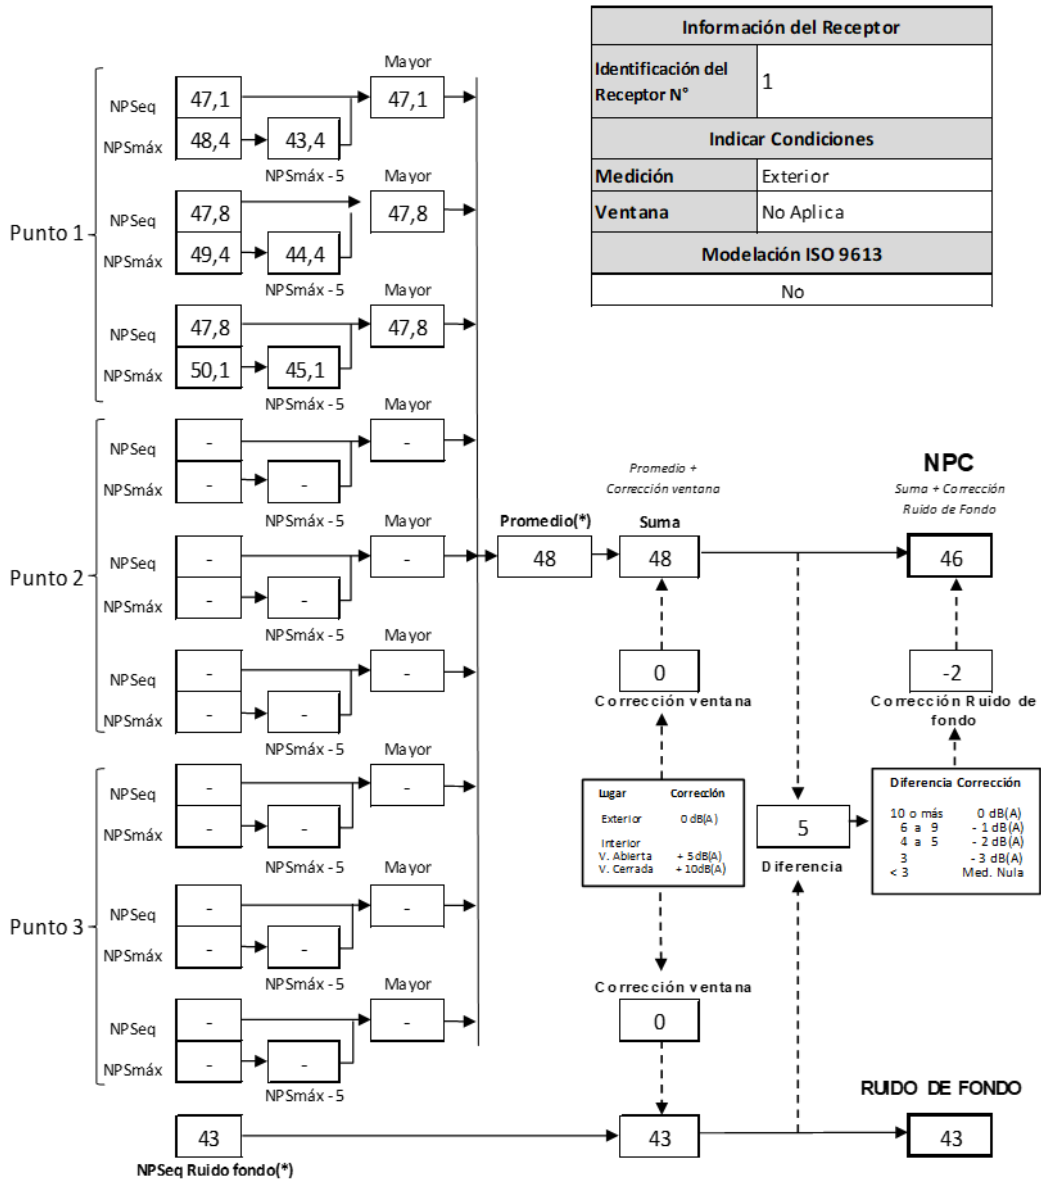 Información del Receptor
Identificación del Receptor N° 1
Indicar Condiciones
Medición Exterior
Ventana No Aplica
Modelación ISO 9613
No
Punto 1
Mayor
NPSeq 47,1 47,1
NPSmáx 48,4 43,4
NPSmáx - 5
Mayor
NPSeq 47,8 47,8
NPSmáx 49,4 44,4
NPSmáx - 5
Mayor
NPSeq 47,8 47,8
NPSmáx 50,1 45,1
NPSmáx - 5
Punto 2
Mayor
NPSeq - -
NPSmáx - -
NPSmáx - 5
Mayor
NPSeq - -
NPSmáx - -
NPSmáx - 5
Mayor
NPSeq - -
NPSmáx - -
NPSmáx - 5
Punto 3
Mayor
NPSeq - -
NPSmáx - -
NPSmáx - 5
Mayor
NPSeq - -
NPSmáx - -
NPSmáx - 5
Mayor
NPSeq - -
NPSmáx - -
NPSmáx - 5
43
NPSeq Ruido fondo(*)
Promedio(*)
48
Promedio +
Corrección ventana
Suma
48
0
Corrección ventana
Lugar Corrección
Exterior 0 dB(A)
Interior
V. Abierta + 5dB(A)
V. Cerrada + 10dB(A)
Corrección ventana
0
43
5
Diferencia
NPC
Suma + Corrección
Ruido de Fondo
46
-2
Corrección Ruido de
fondo
Diferencia Corrección
10 o más 0 dB(A)
6 a 9 - 1 dB(A)
4 a 5 - 2 dB(A)
3 - 3 dB(A)
< 3 Med. Nula
RUIDO DE FONDO
43